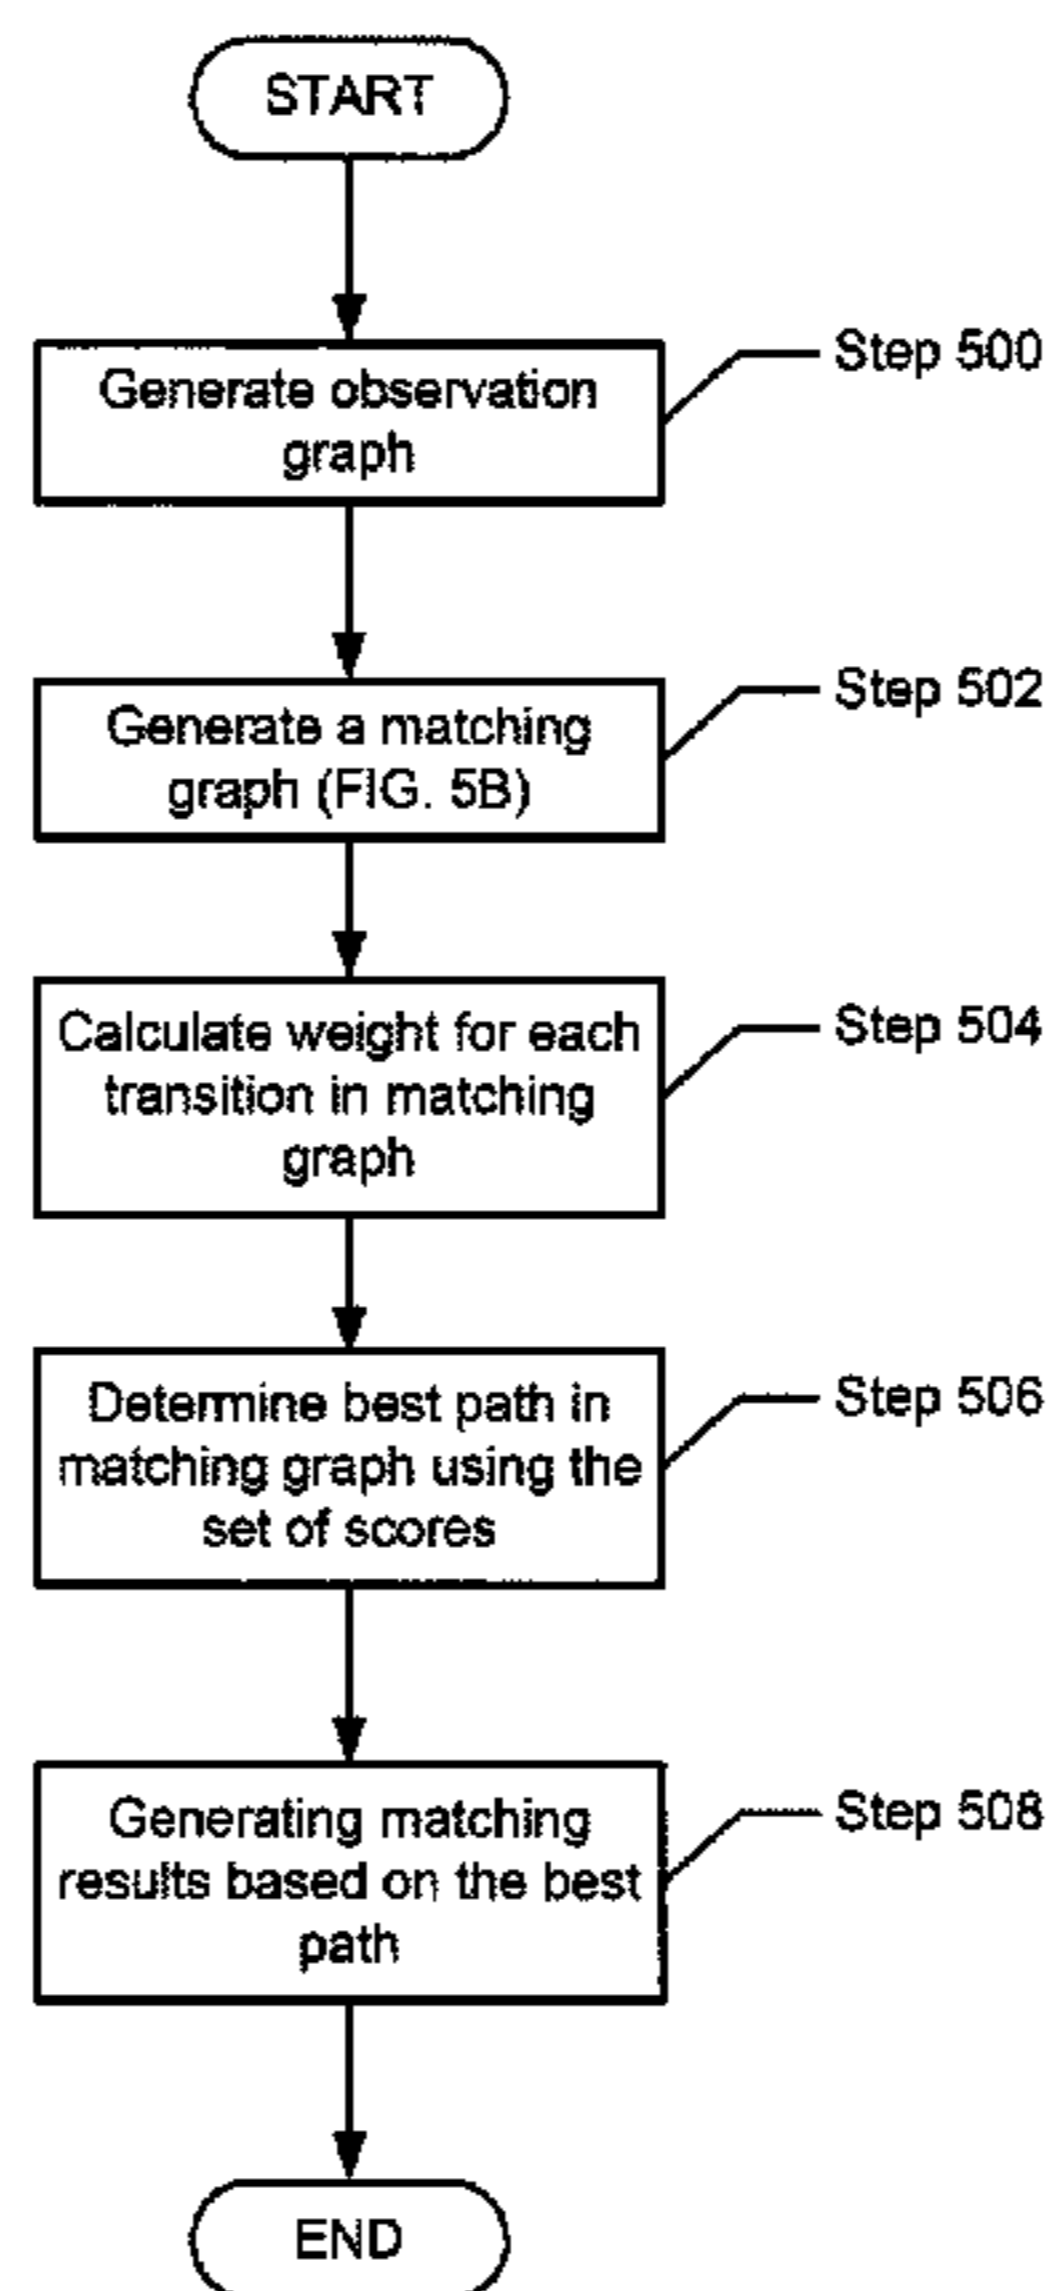 START
Step 500
Generate observation
graph
Step 502
Generate a matching
graph (FIG. 5B)
Step 504
Calculate weight for each
transition in matching
graph
Step 506
Determine best path in
matching graph using the
set of scores
Step 508
Generating matching
results based on the best
path
END